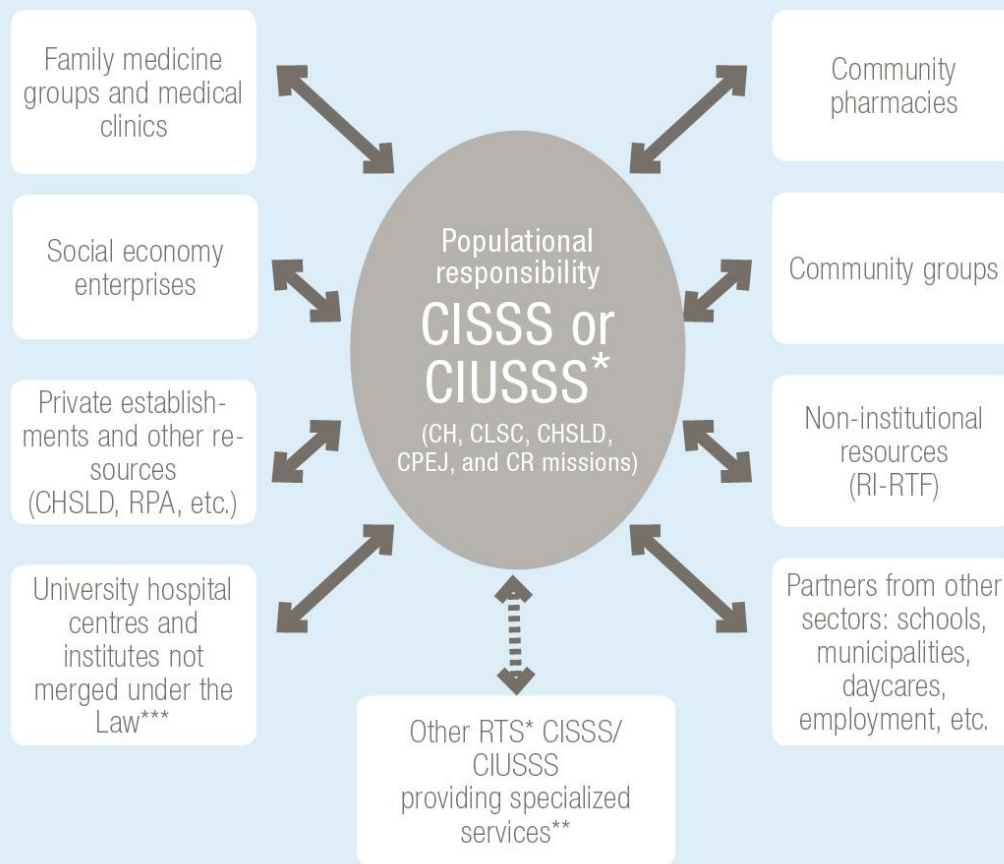 Family medicine
groups and medical
clinics
Social economy
enterprises
Private establish-
ments and other re-
sources
(CHSLD, RPA, etc.)
University hospital
centres and
institutes not
merged under the
Law***
Populational
responsibility
CISSS or
CIUSSS*
(CH, CLSC, CHSLD,
CPEJ, and CR missions)
Other RTS* CISSS/
CIUSSS
providing specialized
services**
Community
pharmacies
Community groups
Non-institutional
resources
(RI-RTF)
Partners from other
sectors: schools,
municipalities,
daycares,
employment, etc.